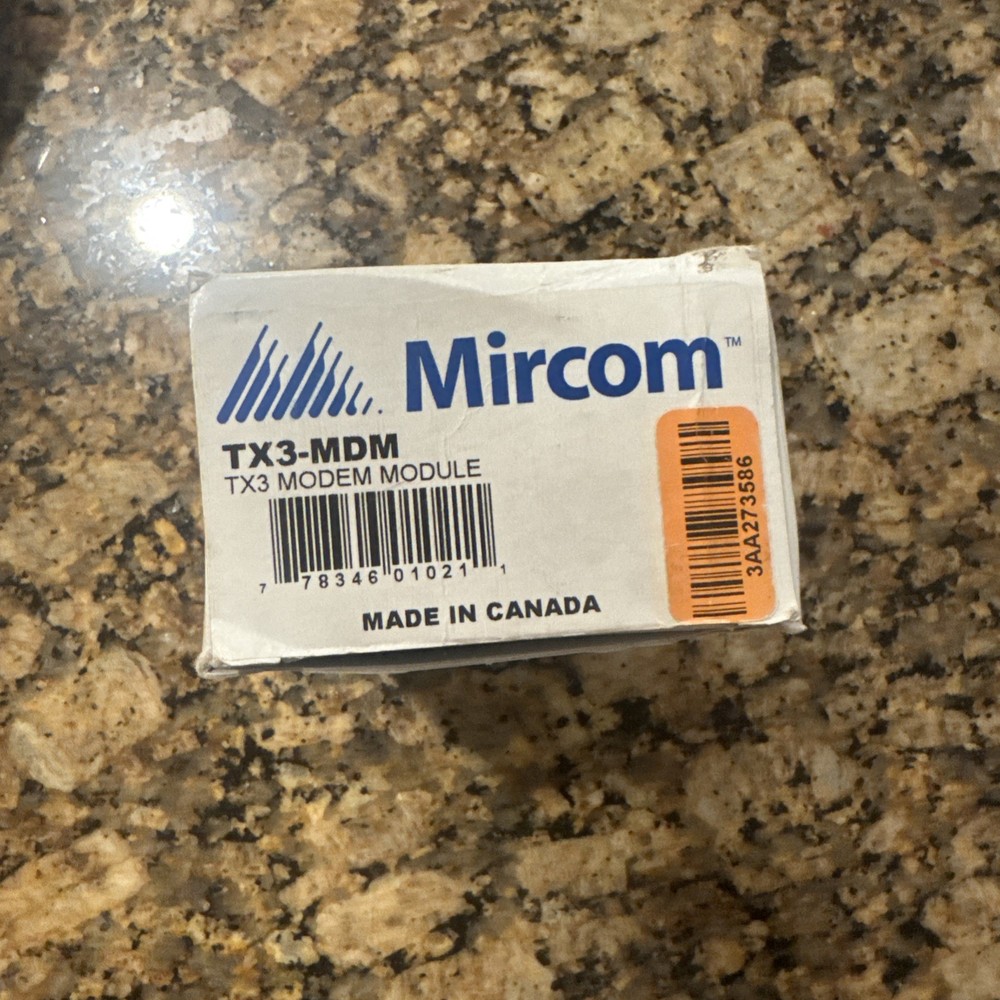 Mircom™
TX3-MDM
TX3 MODEM MODULE
7 78346 01021 1
MADE IN CANADA
3AA273586